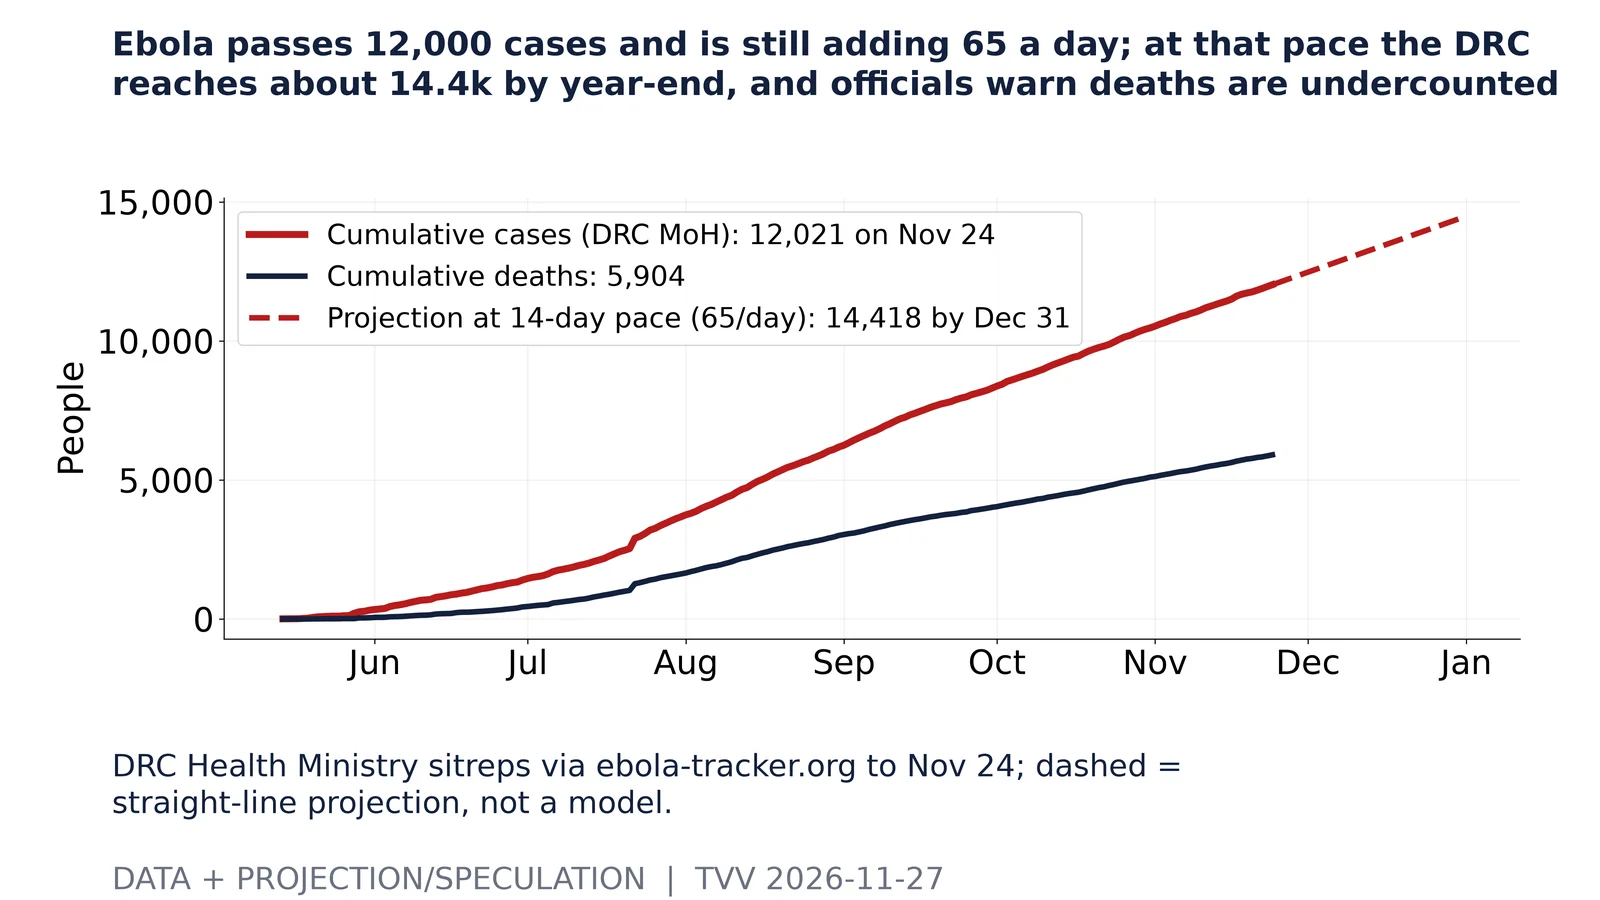 Ebola passes 12,000 cases and is still adding 65 a day; at that pace the DRC
reaches about 14.4k by year-end, and officials warn deaths are undercounted
15,000
10,000
5,000
0
People
Cumulative cases (DRC MoH): 12,021 on Nov 24
Cumulative deaths: 5,904
Projection at 14-day pace (65/day): 14,418 by Dec 31
Jun Jul Aug Sep Oct Nov Dec Jan
DRC Health Ministry sitreps via ebola-tracker.org to Nov 24; dashed =
straight-line projection, not a model.
DATA + PROJECTION/SPECULATION | TVV 2026-11-27